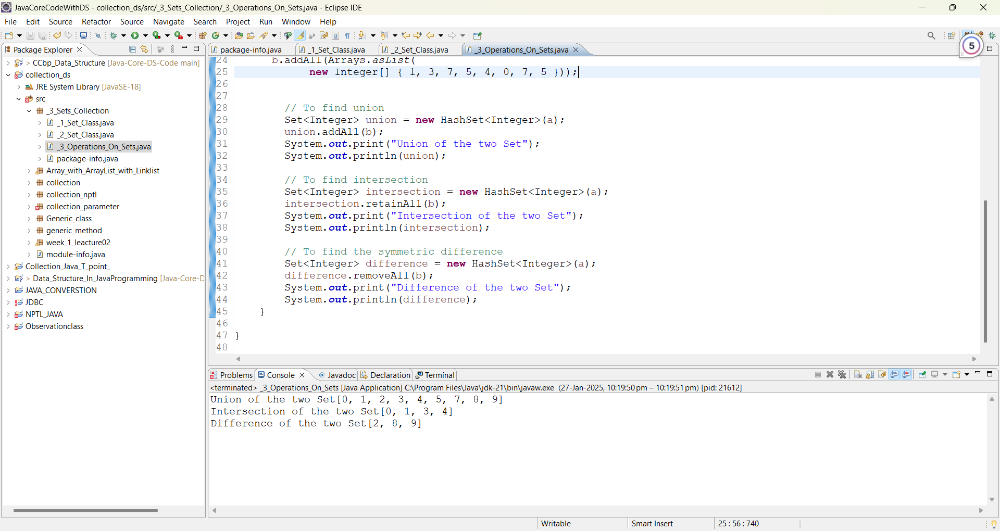 JavaCoreCodeWithDS - collection_ds/src/_3_Sets_Collection/_3_Operations_On_Sets.java - Eclipse IDE
File Edit Source Refactor Source Navigate Search Project Run Window Help
Package Explorer
CCbp_Data_Structure [Java-Core-DS-Code main]
collection_ds
JRE System Library [JavaSE-18]
src
_3_Sets_Collection
_1_Set_Class.java
_2_Set_Class.java
_3_Operations_On_Sets.java
package-info.java
Array_with_ArrayList_with_Linklist
collection
collection_nptl
collection_parameter
Generic_class
generic_method
week_1_leacture02
module-info.java
Collection_Java_T_point_
> Data_Structure_In_JavaProgramming [Java-Core-D
JAVA_CONVERSTION
JDBC
NPTL_JAVA
Observationclass
package-info.java _1_Set_Class.java _2_Set_Class.java _3_Operations_On_Sets.java
5
24 b.addAll(Arrays.asList(
25 new Integer[] { 1, 3, 7, 5, 4, 0, 7, 5 }));
26
27
28 // To find union
29 Set<Integer> union = new HashSet<Integer>(a);
30 union.addAll(b);
31 System.out.print("Union of the two Set");
32 System.out.println(union);
33
34 // To find intersection
35 Set<Integer> intersection = new HashSet<Integer>(a);
36 intersection.retainAll(b);
37 System.out.print("Intersection of the two Set");
38 System.out.println(intersection);
39
40 // To find the symmetric difference
41 Set<Integer> difference = new HashSet<Integer>(a);
42 difference.removeAll(b);
43 System.out.print("Difference of the two Set");
44 System.out.println(difference);
45 }
46
47 }
48
Problems Console @ Javadoc Declaration Terminal
<terminated> _3_Operations_On_Sets [Java Application] C:\Program Files\Java\jdk-21\bin\javaw.exe (27-Jan-2025, 10:19:50 pm – 10:19:51 pm) [pid: 21612]
Union of the two Set[0, 1, 2, 3, 4, 5, 7, 8, 9]
Intersection of the two Set[0, 1, 3, 4]
Difference of the two Set[2, 8, 9]
Writable Smart Insert 25 : 56 : 740